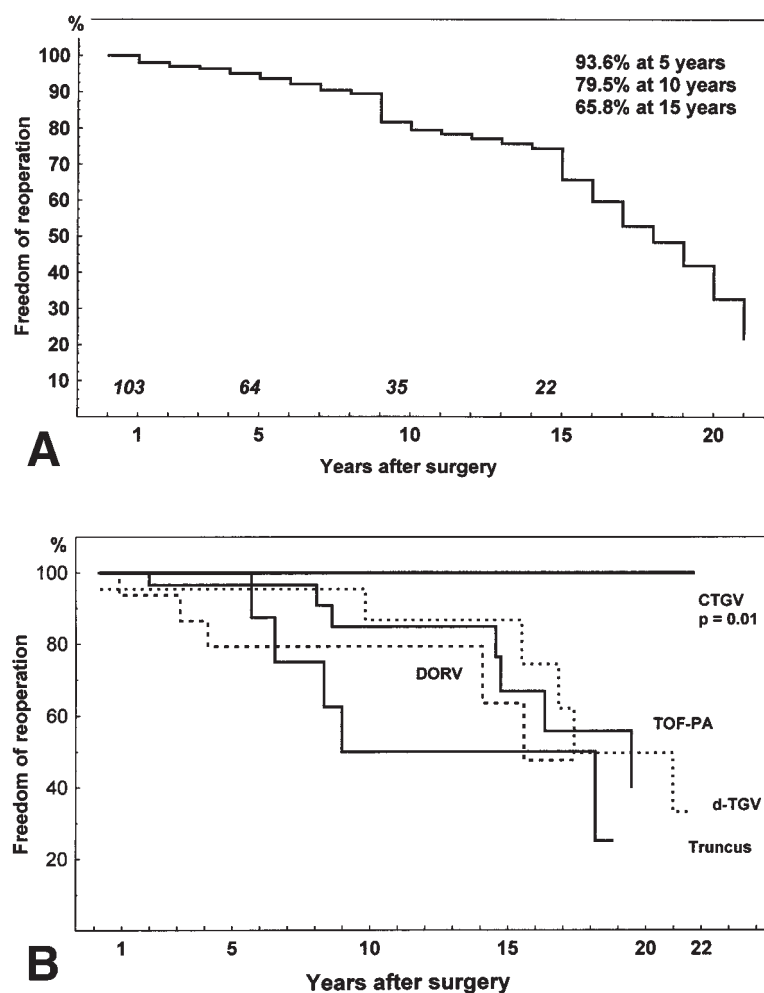 %
100
90
80
70
60
50
40
30
20
10
Freedom of reoperation
93.6% at 5 years
79.5% at 10 years
65.8% at 15 years
103 64 35 22
1 5 10 15 20
Years after surgery
A
%
100
80
60
40
20
Freedom of reoperation
CTGV
p = 0.01
DORV
TOF-PA
d-TGV
Truncus
1 5 10 15 20 22
Years after surgery
B